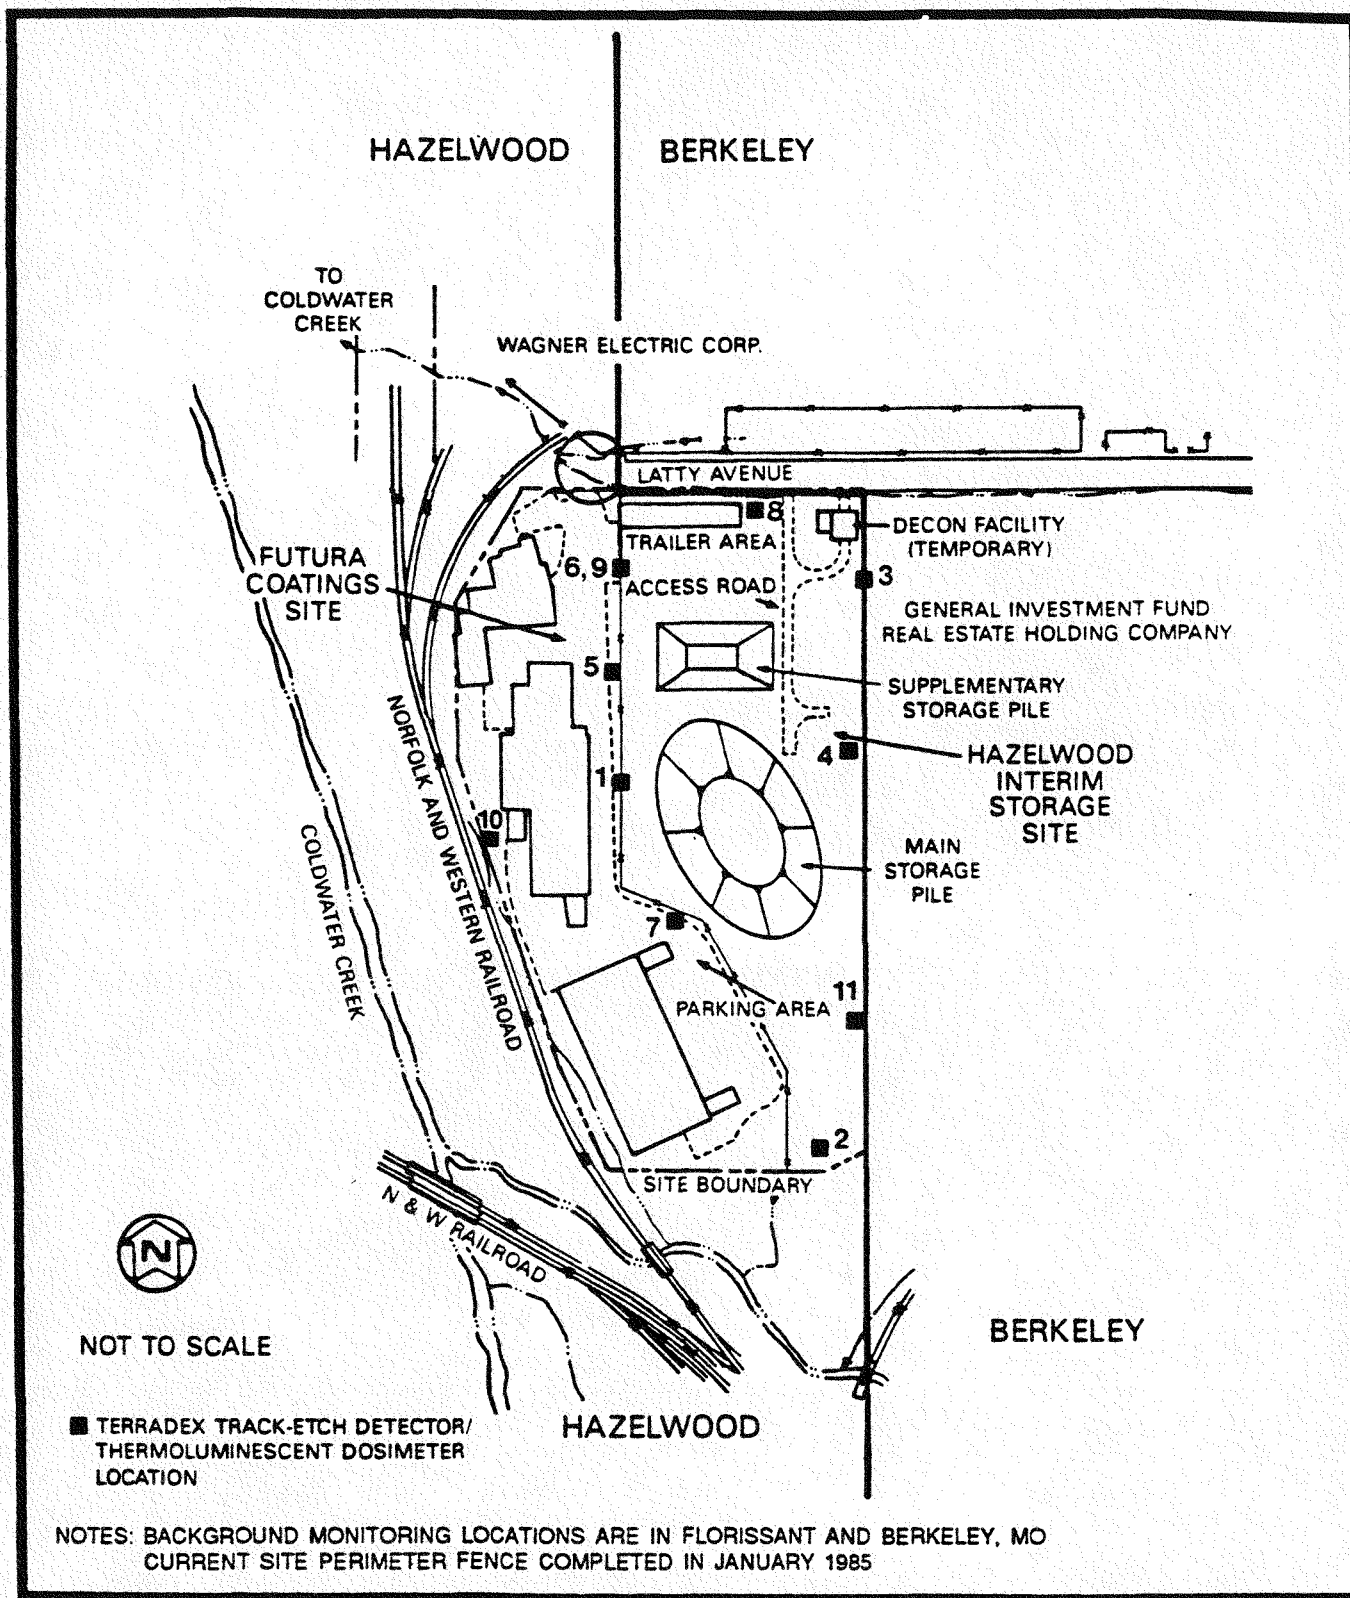 HAZELWOOD
BERKELEY
TO
COLDWATER
CREEK
WAGNER ELECTRIC CORP.
LATTY AVENUE
8
TRAILER AREA
DECON FACILITY
(TEMPORARY)
FUTURA
COATINGS
SITE
6,9
ACCESS ROAD
3
GENERAL INVESTMENT FUND
REAL ESTATE HOLDING COMPANY
5
SUPPLEMENTARY
STORAGE PILE
4
HAZELWOOD
INTERIM
STORAGE
SITE
1
NORFOLK AND WESTERN RAILROAD
10
COLDWATER CREEK
MAIN
STORAGE
PILE
7
11
PARKING AREA
2
SITE BOUNDARY
N & W RAILROAD
N
NOT TO SCALE
BERKELEY
HAZELWOOD
TERRADEX TRACK-ETCH DETECTOR/
THERMOLUMINESCENT DOSIMETER
LOCATION
NOTES: BACKGROUND MONITORING LOCATIONS ARE IN FLORISSANT AND BERKELEY, MO
CURRENT SITE PERIMETER FENCE COMPLETED IN JANUARY 1985